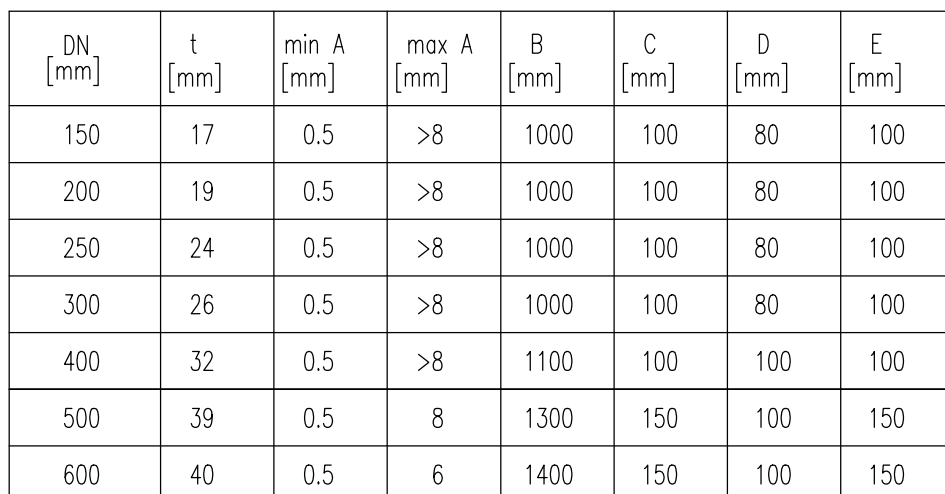 DN t min A max A B C D E
[mm] [mm] [mm] [mm] [mm] [mm] [mm] [mm]
150 17 0.5 >8 1000 100 80 100
200 19 0.5 >8 1000 100 80 100
250 24 0.5 >8 1000 100 80 100
300 26 0.5 >8 1000 100 80 100
400 32 0.5 >8 1100 100 100 100
500 39 0.5 8 1300 150 100 150
600 40 0.5 6 1400 150 100 150